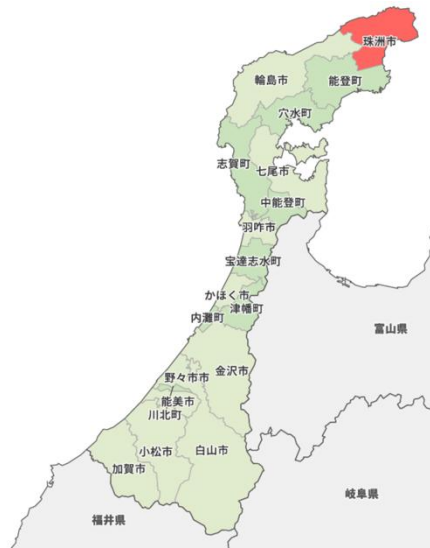 珠洲市
輪島市
能登町
穴水町
志賀町
七尾市
中能登町
羽咋市
宝達志水町
かほく市
津幡町
内灘町
富山県
金沢市
野々市市
能美市
川北町
小松市
白山市
加賀市
岐阜県
福井県